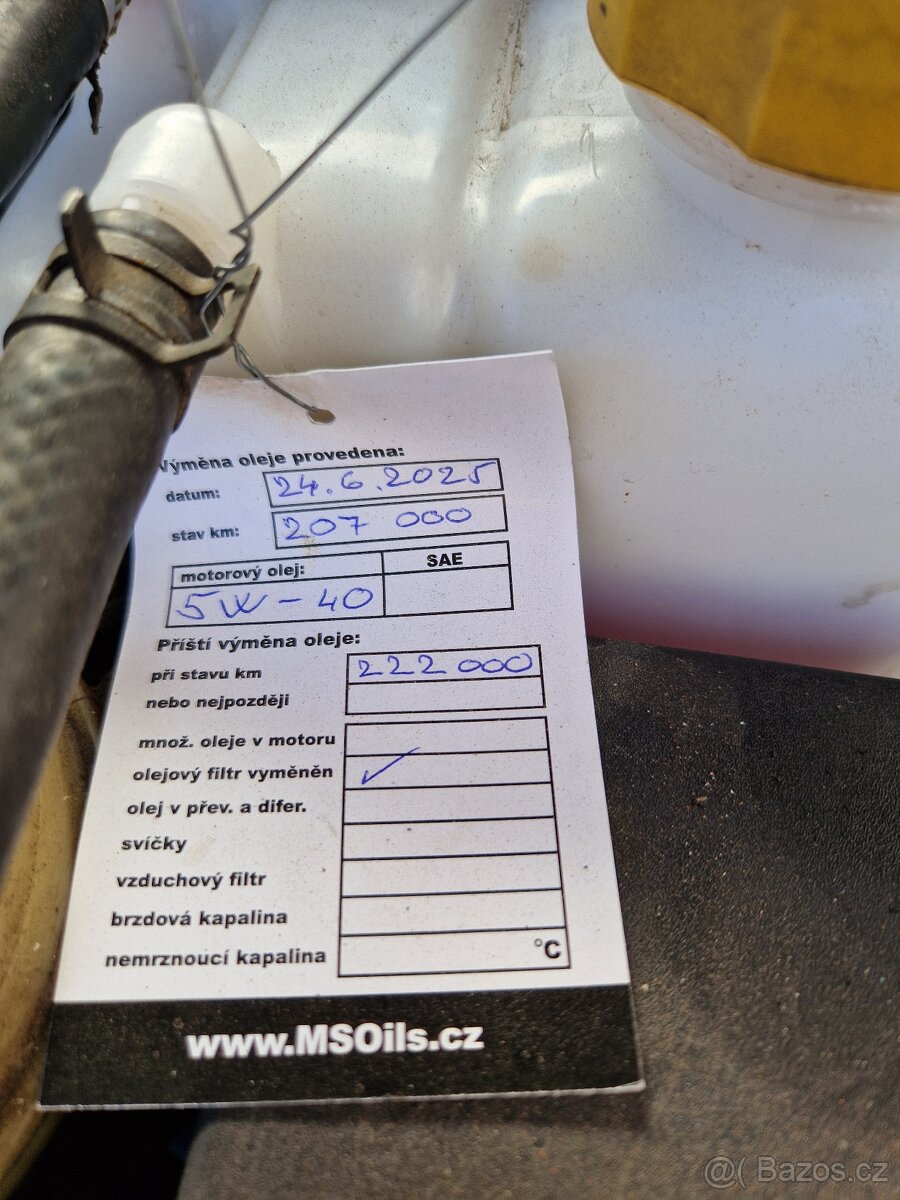 Výměna oleje provedena:
datum: 24.6.2025
stav km: 207 000
motorový olej: SAE
5W-40
Příští výměna oleje:
při stavu km 222 000
nebo nejpozději
množ. oleje v motoru
olejový filtr vyměněn ✓
olej v přev. a difer.
svíčky
vzduchový filtr
brzdová kapalina
nemrznoucí kapalina °C
www.MSOils.cz
@( Bazos.cz